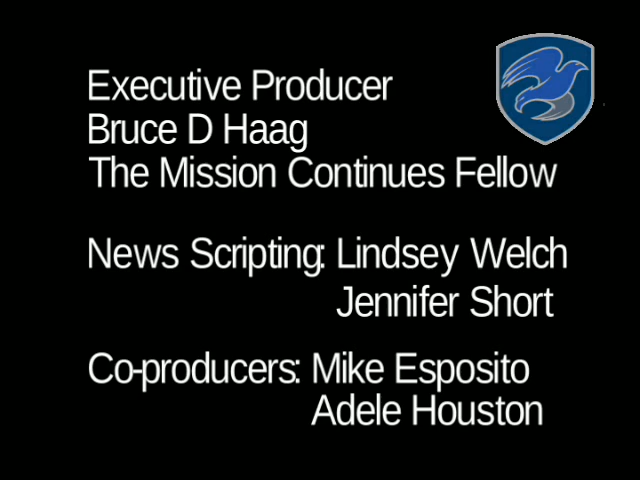 Executive Producer
Bruce D Haag
The Mission Continues Fellow
News Scripting: Lindsey Welch
Jennifer Short
Co-producers: Mike Esposito
Adele Houston